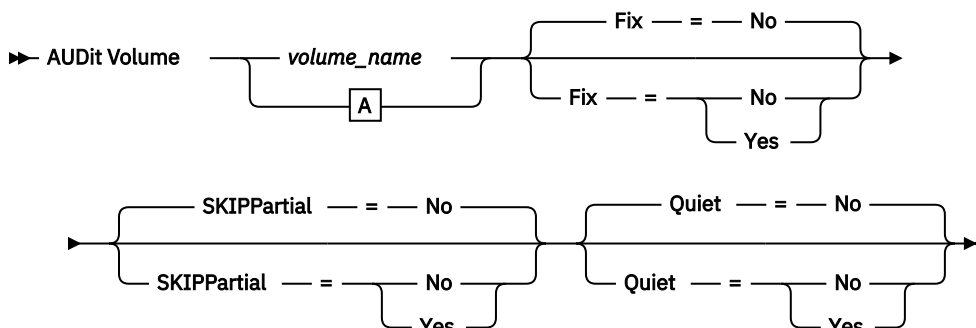 Fix = No
AUDit Volume volume_name
A
Fix = No
Yes
SKIPPartial = No Quiet = No
SKIPPartial = No Quiet = No
Yes Yes